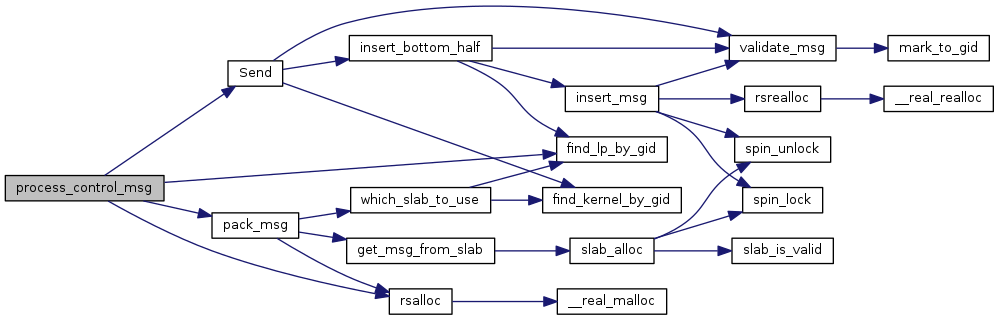 process_control_msg
Send
pack_msg
insert_bottom_half
which_slab_to_use
get_msg_from_slab
rsalloc
insert_msg
find_lp_by_gid
find_kernel_by_gid
slab_alloc
__real_malloc
validate_msg
rsrealloc
spin_unlock
spin_lock
slab_is_valid
mark_to_gid
__real_realloc